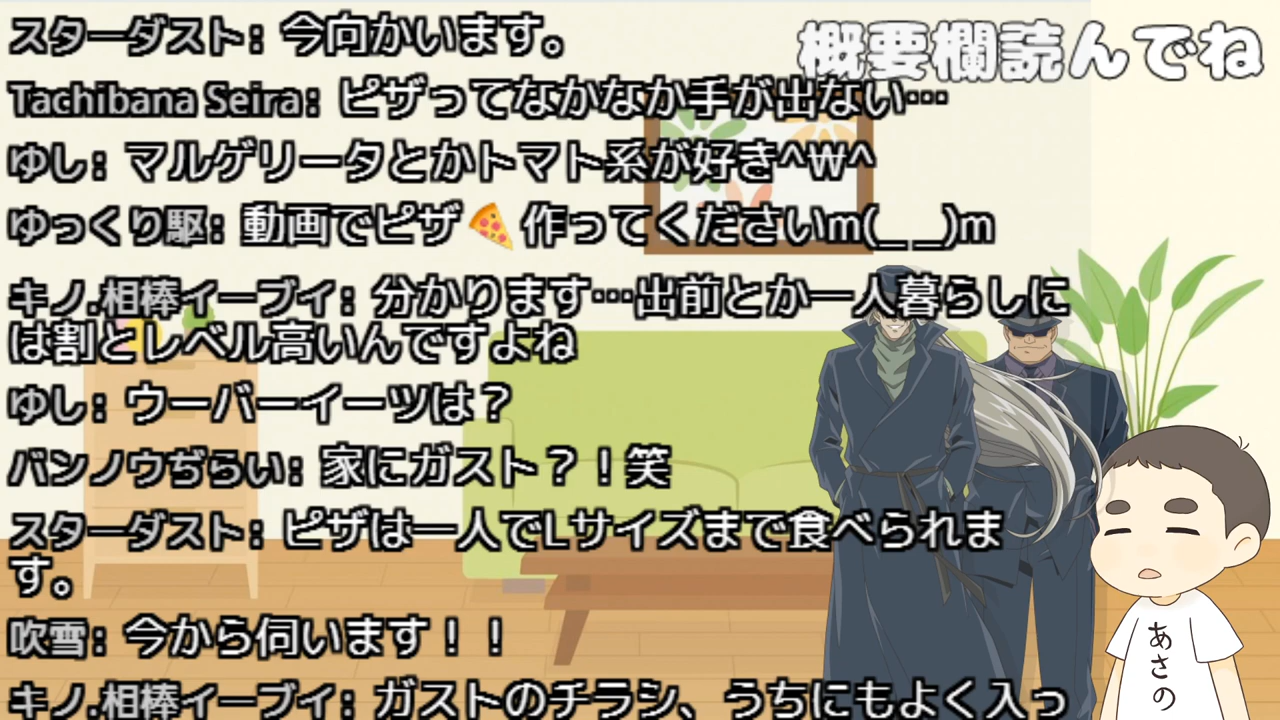 スターダスト: 今向かいます。
概要欄読んでね
Tachibana Seira: ピザってなかなか手が出ない…
ゆし: マルゲリータとかトマト系が好き^w^
ゆっくり駆: 動画でピザ🍕作ってくださいm(_ _)m
キノ.相棒イーブイ: 分かります…出前とか一人暮らしに
は割とレベル高いんですよね
ゆし: ウーバーイーツは？
バンノウぢらい: 家にガスト？！笑
スターダスト: ピザは一人でLサイズまで食べられま
す。
吹雪: 今から伺います！！
キノ.相棒イーブイ: ガストのチラシ、うちにもよく入っ
あさの